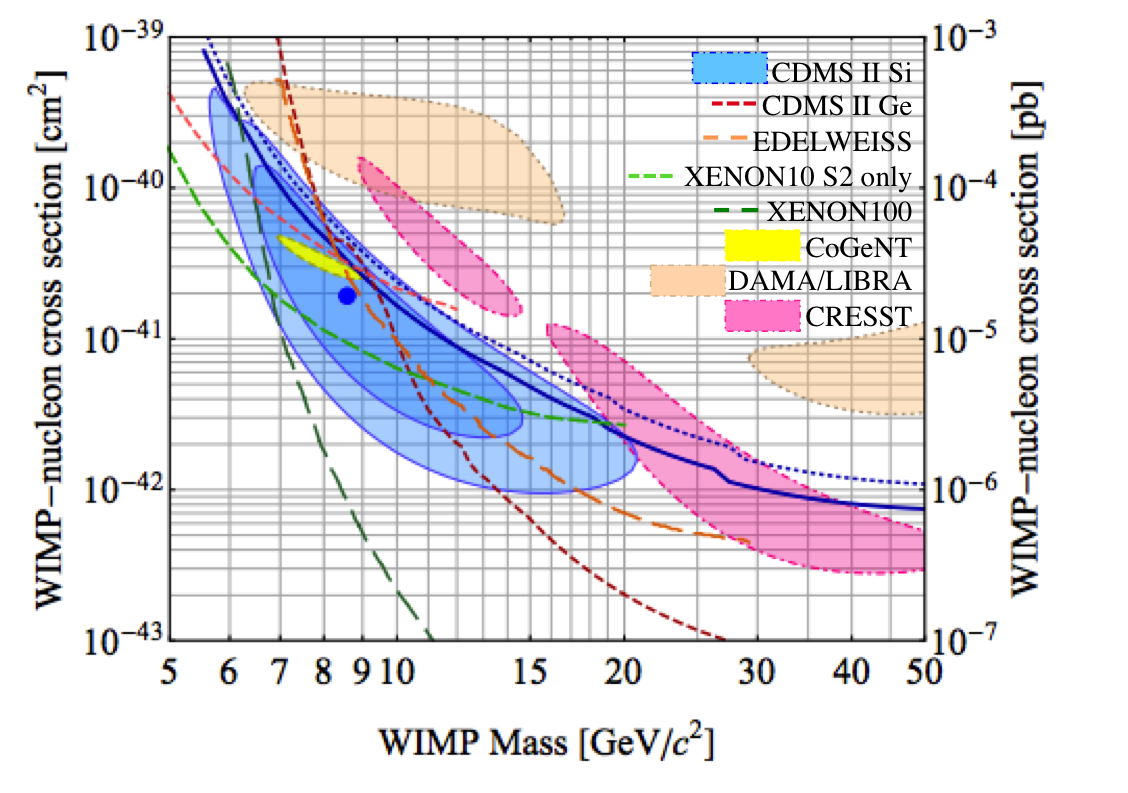 10⁻³⁹
10⁻⁴⁰
10⁻⁴¹
10⁻⁴²
10⁻⁴³
WIMP−nucleon cross section [cm²]
CDMS II Si
CDMS II Ge
EDELWEISS
XENON10 S2 only
XENON100
CoGeNT
DAMA/LIBRA
CRESST
10⁻³
10⁻⁴
10⁻⁵
10⁻⁶
10⁻⁷
WIMP−nucleon cross section [pb]
5 6 7 8 9 10 15 20 30 40 50
WIMP Mass [GeV/c²]